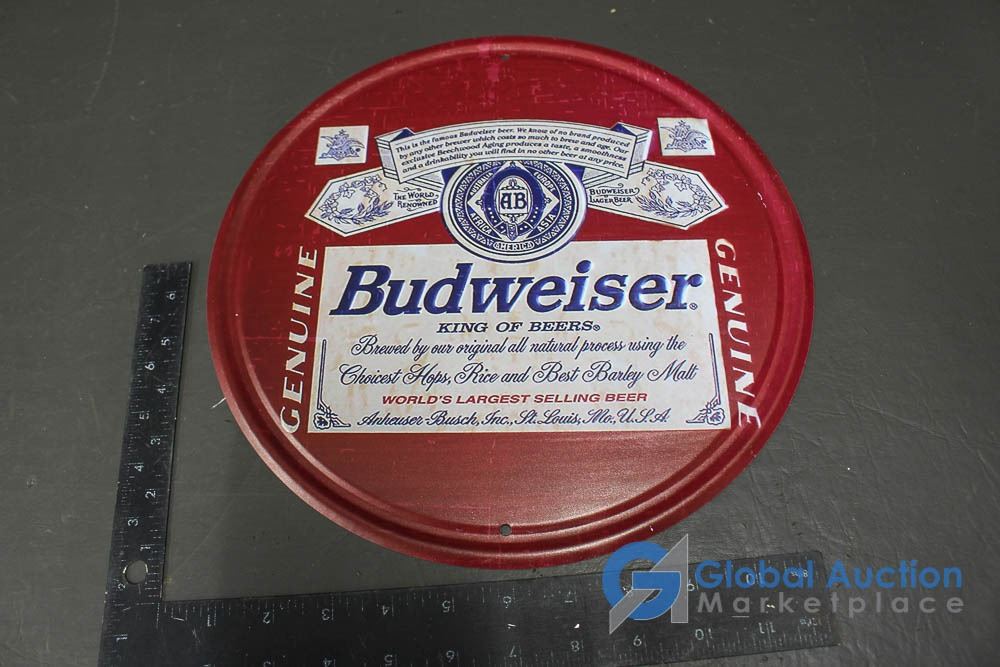 This is the famous Budweiser beer. We know of no brand produced
by any other brewer which costs so much to brew and age. Our
exclusive Beechwood Aging produces a taste, a smoothness
and a drinkability you will find in no other beer at any price.
THE WORLD
RENOWNED
BUDWEISER
LAGER BEER
EUROPA
AFRICA
AB
ASIA
AMERICA
GENUINE
GENUINE
Budweiser®
KING OF BEERS®
Brewed by our original all natural process using the
Choicest Hops, Rice and Best Barley Malt
WORLD'S LARGEST SELLING BEER
Anheuser-Busch, Inc., St. Louis, Mo., U.S.A.
Global Auction
Marketplace